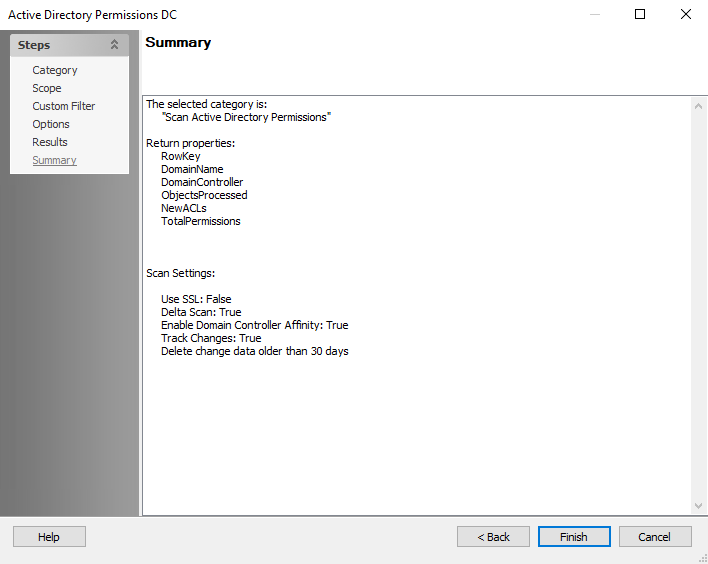 Active Directory Permissions DC
Steps
Category
Scope
Custom Filter
Options
Results
Summary
Summary
The selected category is:
"Scan Active Directory Permissions"
Return properties:
RowKey
DomainName
DomainController
ObjectsProcessed
NewACLs
TotalPermissions
Scan Settings:
Use SSL: False
Delta Scan: True
Enable Domain Controller Affinity: True
Track Changes: True
Delete change data older than 30 days
Help
< Back
Finish
Cancel